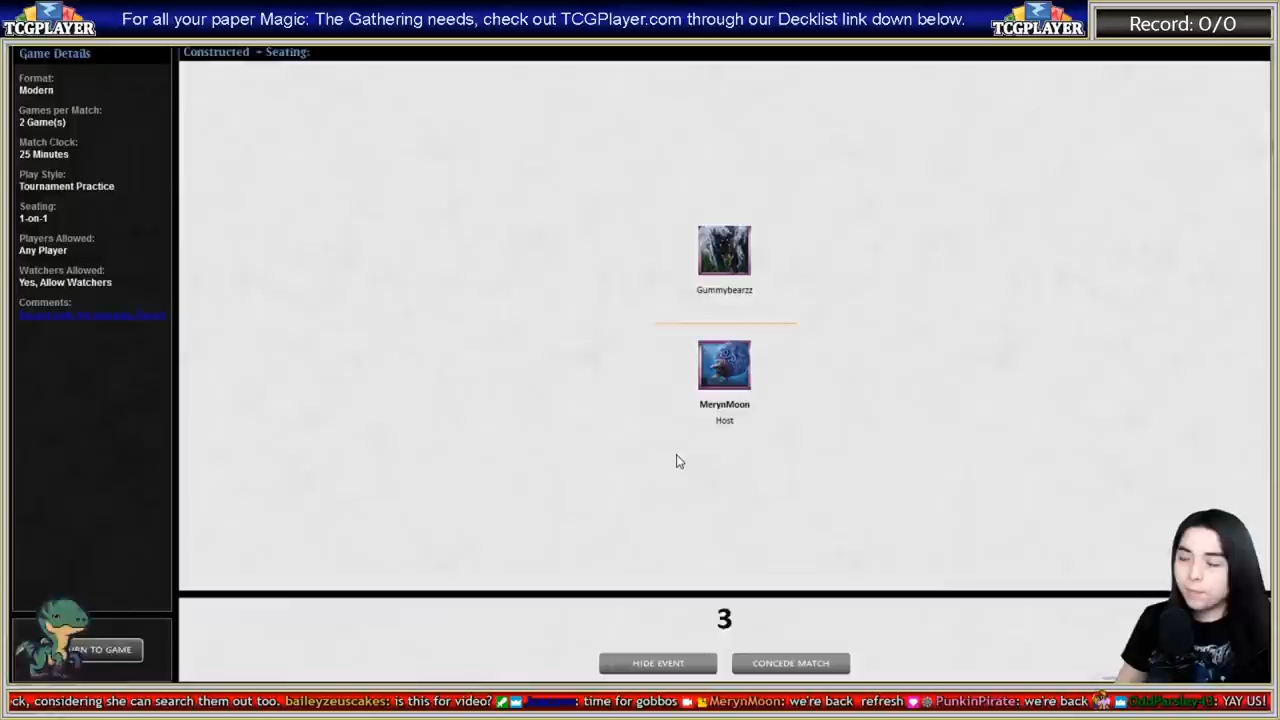 TCGPLAYER
For all your paper Magic: The Gathering needs, check out TCGPlayer.com through our Decklist link down below.
TCGPLAYER
Record: 0/0
Game Details
Constructed - Seating:
Format:
Modern
Games per Match:
2 Game(s)
Match Clock:
25 Minutes
Play Style:
Tournament Practice
Seating:
1-on-1
Players Allowed:
Any Player
Watchers Allowed:
Yes, Allow Watchers
Comments:
Gummybearzz
MerynMoon
Host
3
TO GAME
HIDE EVENT
CONCEDE MATCH
ck, considering she can search them out too. baileyzeuscakes: is this for video? : time for gobbos MerynMoon: we're back refresh PunkinPirate: we're back : YAY US!